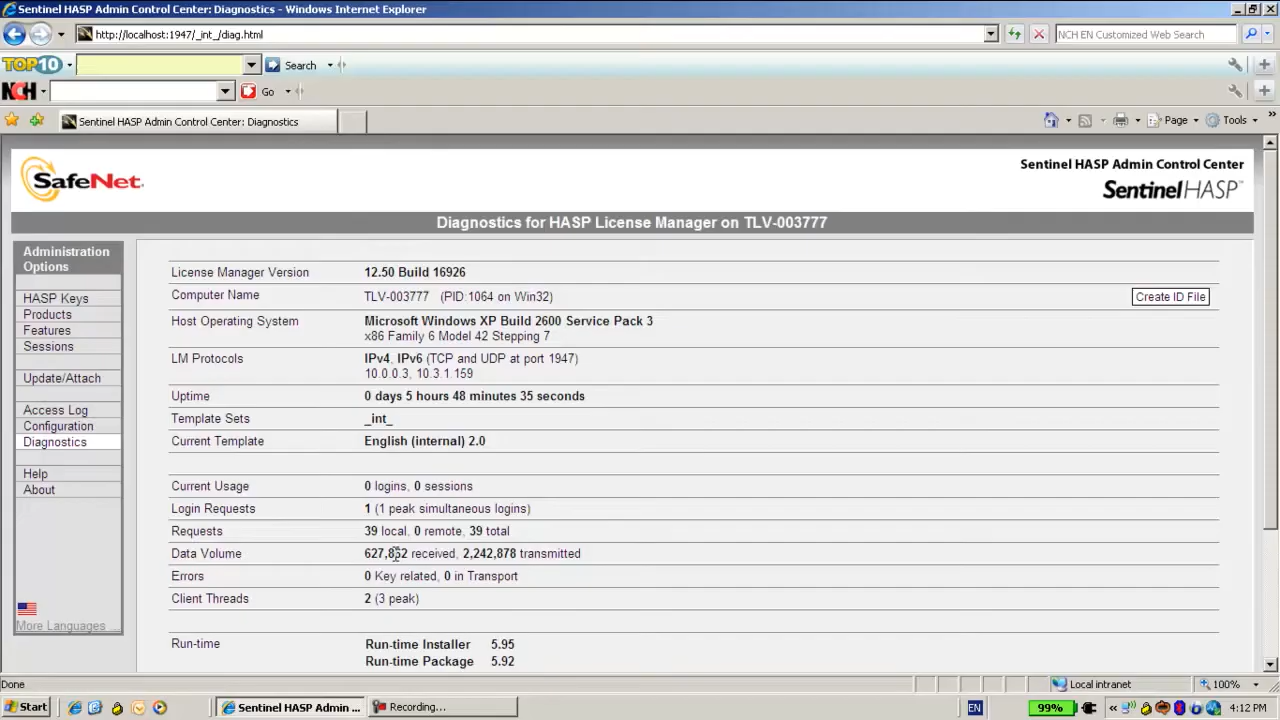 Sentinel HASP Admin Control Center: Diagnostics - Windows Internet Explorer
http://localhost:1947/_int_/diag.html
NCH EN Customized Web Search
TOP10
Search
NCH
Go
Sentinel HASP Admin Control Center: Diagnostics
Page
Tools
SafeNet.
Sentinel HASP Admin Control Center
Sentinel HASP™
Diagnostics for HASP License Manager on TLV-003777
Administration
Options
HASP Keys
Products
Features
Sessions
Update/Attach
Access Log
Configuration
Diagnostics
Help
About
More Languages ...
License Manager Version 12.50 Build 16926
Computer Name TLV-003777 (PID:1064 on Win32) Create ID File
Host Operating System Microsoft Windows XP Build 2600 Service Pack 3
x86 Family 6 Model 42 Stepping 7
LM Protocols IPv4, IPv6 (TCP and UDP at port 1947)
10.0.0.3, 10.3.1.159
Uptime 0 days 5 hours 48 minutes 35 seconds
Template Sets _int_
Current Template English (internal) 2.0
Current Usage 0 logins, 0 sessions
Login Requests 1 (1 peak simultaneous logins)
Requests 39 local, 0 remote, 39 total
Data Volume received, 2,242,878 transmitted
Errors 0 Key related, 0 in Transport
Client Threads 2 (3 peak)
Run-time Run-time Installer 5.95
Run-time Package 5.92
Done
Local intranet
100%
Start
Sentinel HASP Admin ...
Recording...
EN
99%
4:12 PM